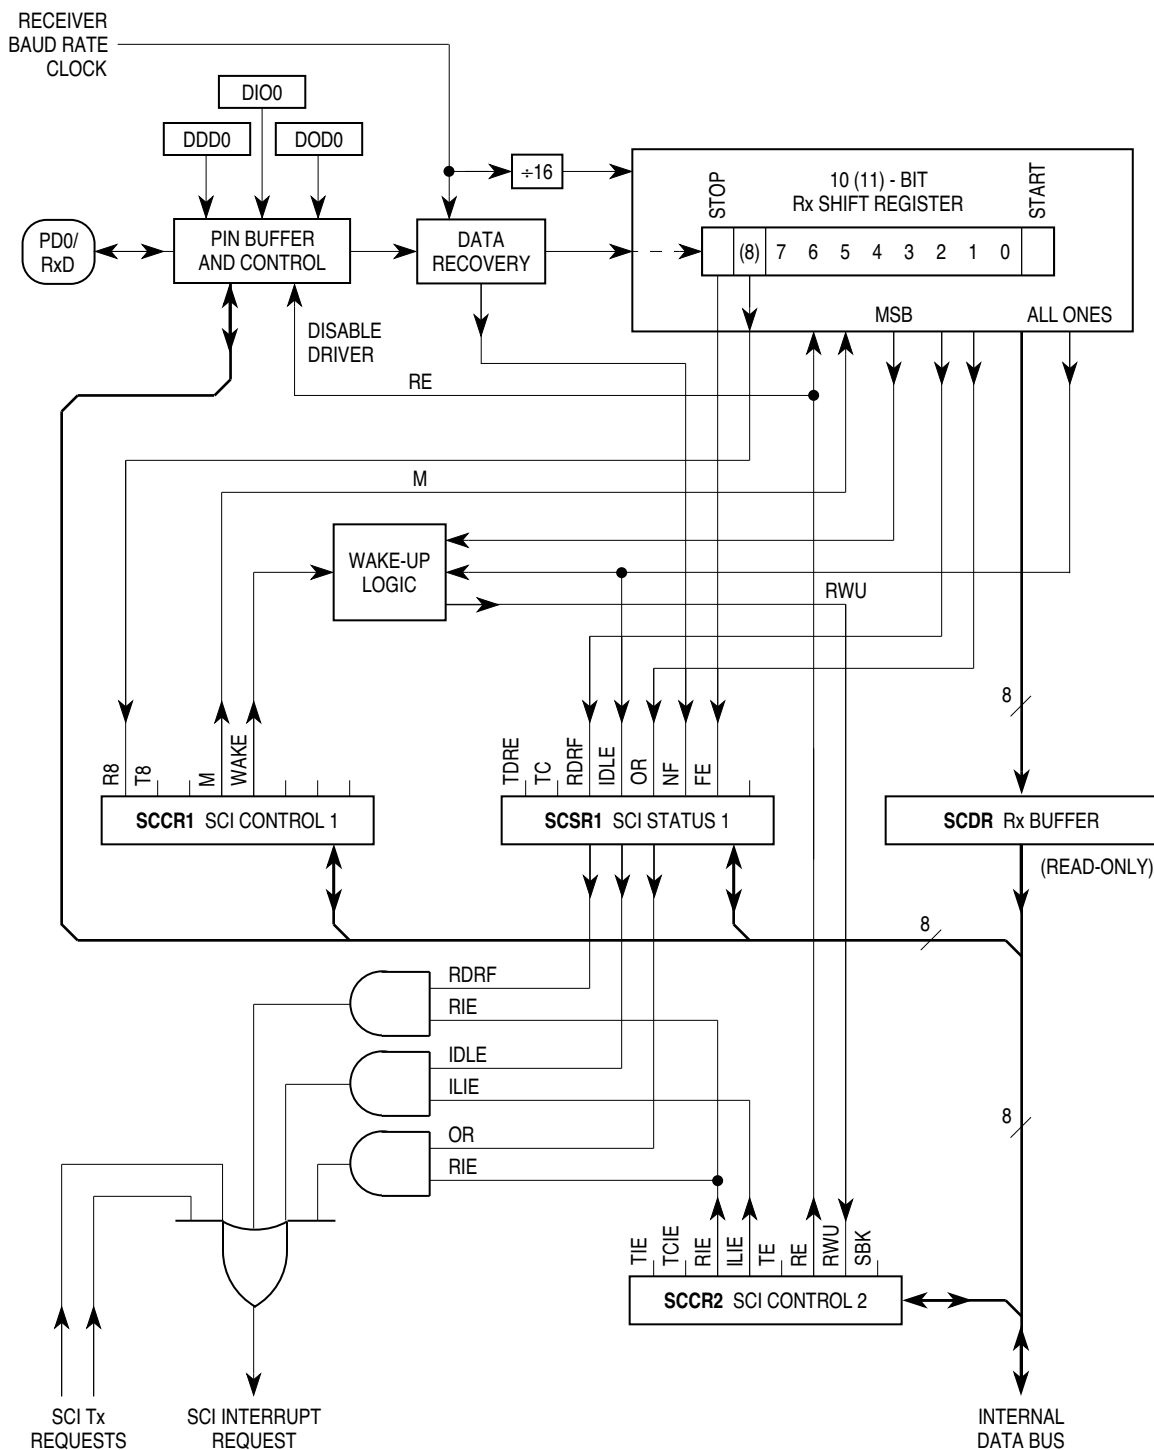 RECEIVER
BAUD RATE
CLOCK
DIO0
DDD0
DOD0
÷16
PD0/
RxD
PIN BUFFER
AND CONTROL
DATA
RECOVERY
STOP
10 (11) - BIT
Rx SHIFT REGISTER
START
(8) 7 6 5 4 3 2 1 0
MSB
ALL ONES
DISABLE
DRIVER
RE
M
WAKE-UP
LOGIC
RWU
8
R8
T8
M
WAKE
TDRE
TC
RDRF
IDLE
OR
NF
FE
SCCR1 SCI CONTROL 1
SCSR1 SCI STATUS 1
SCDR Rx BUFFER
(READ-ONLY)
8
RDRF
RIE
IDLE
ILIE
OR
RIE
8
TIE
TCIE
RIE
ILIE
TE
RE
RWU
SBK
SCCR2 SCI CONTROL 2
SCI Tx
REQUESTS
SCI INTERRUPT
REQUEST
INTERNAL
DATA BUS